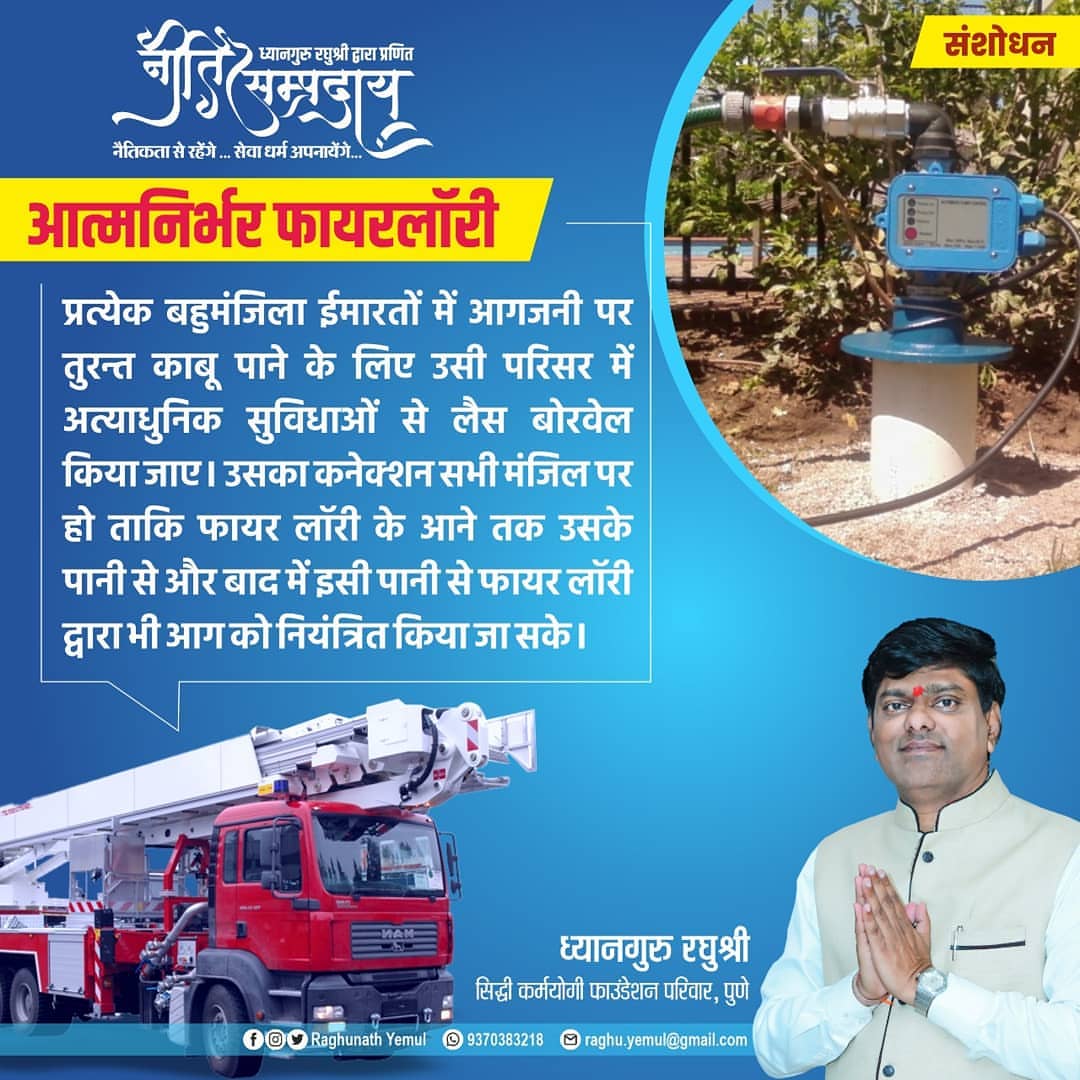 ध्यानगुरु रघुश्री द्वारा प्रणित
नीति सम्प्रदाय
नैतिकता से रहेंगे ... सेवा धर्म अपनायेंगे...
संशोधन
आत्मनिर्भर फायरलॉरी
प्रत्येक बहुमंजिला ईमारतों में आगजनी पर
तुरन्त काबू पाने के लिए उसी परिसर में
अत्याधुनिक सुविधाओं से लैस बोरवेल
किया जाए। उसका कनेक्शन सभी मंजिल पर
हो ताकि फायर लॉरी के आने तक उसके
पानी से और बाद में इसी पानी से फायर लॉरी
द्वारा भी आग को नियंत्रित किया जा सके।
MAN
ध्यानगुरु रघुश्री
सिद्धी कर्मयोगी फाउंडेशन परिवार, पुणे
Raghunath Yemul 9370383218 raghu.yemul@gmail.com